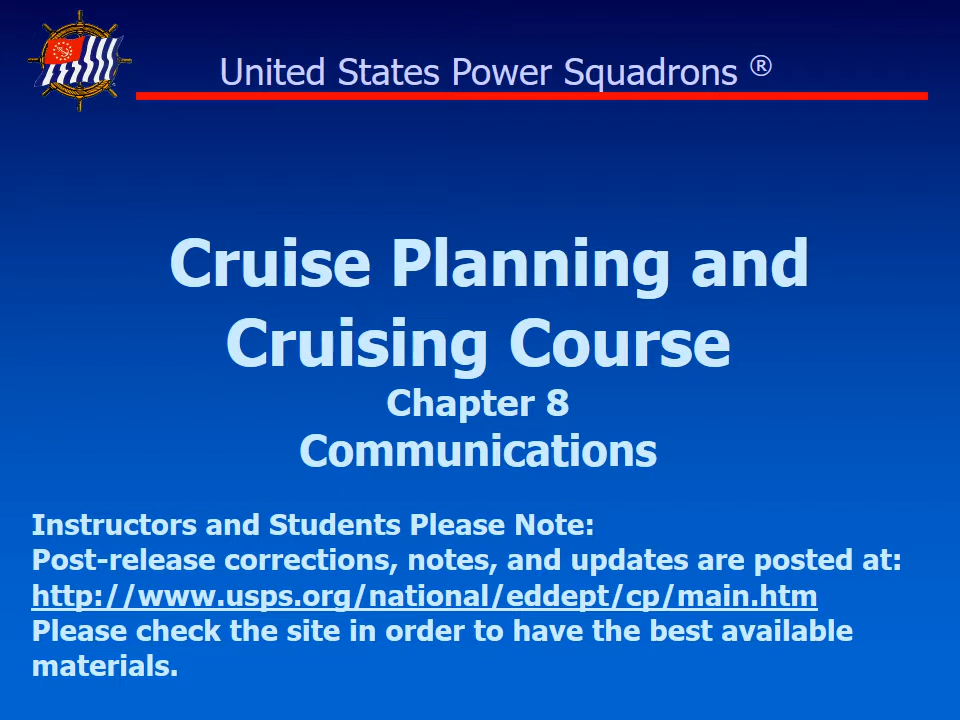 United States Power Squadrons ®
Cruise Planning and
Cruising Course
Chapter 8
Communications
Instructors and Students Please Note:
Post-release corrections, notes, and updates are posted at:
http://www.usps.org/national/eddept/cp/main.htm
Please check the site in order to have the best available
materials.